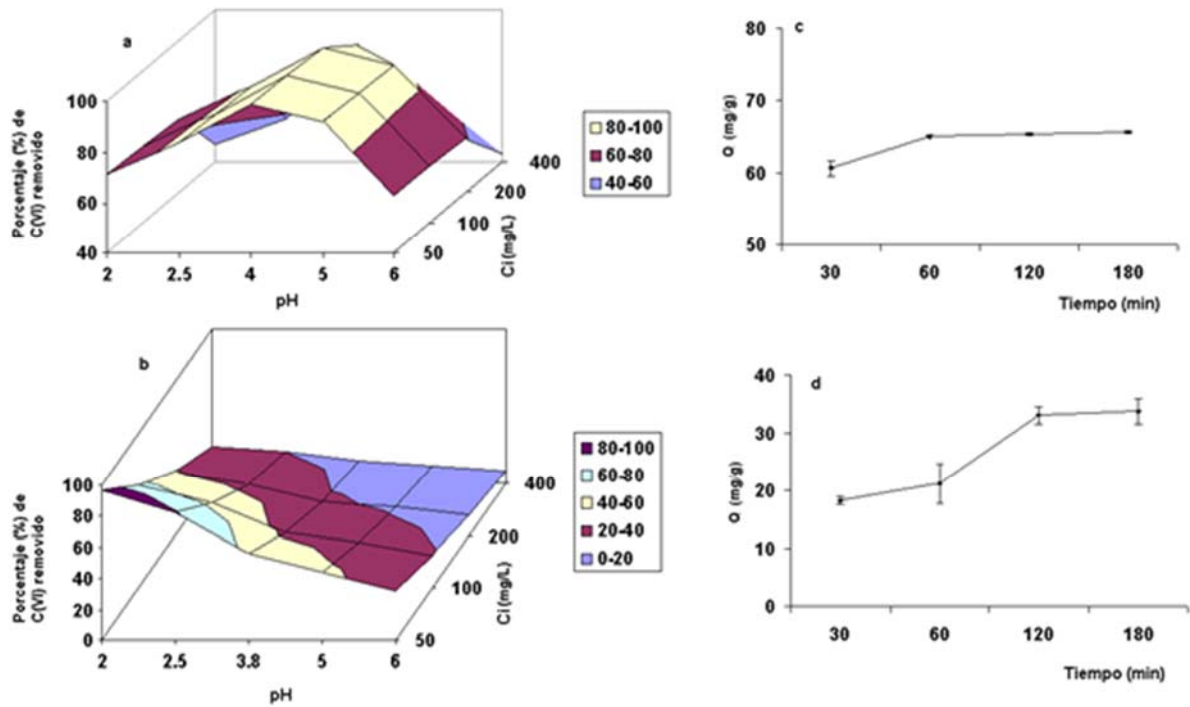 a
Porcentaje (%) de
C(VI) removido
100
80
60
40
2 2.5 4 5 6
pH
50
100
200
400
Ci (mg/L)
80-100
60-80
40-60
c
Q (mg/g)
80
70
60
50
30 60 120 180
Tiempo (min)
b
Porcentaje (%) de
C(VI) removido
100
80
60
40
20
0
2 2.5 3.8 5 6
pH
50
100
200
400
Ci (mg/L)
80-100
60-80
40-60
20-40
0-20
d
Q (mg/g)
40
30
20
10
0
30 60 120 180
Tiempo (min)